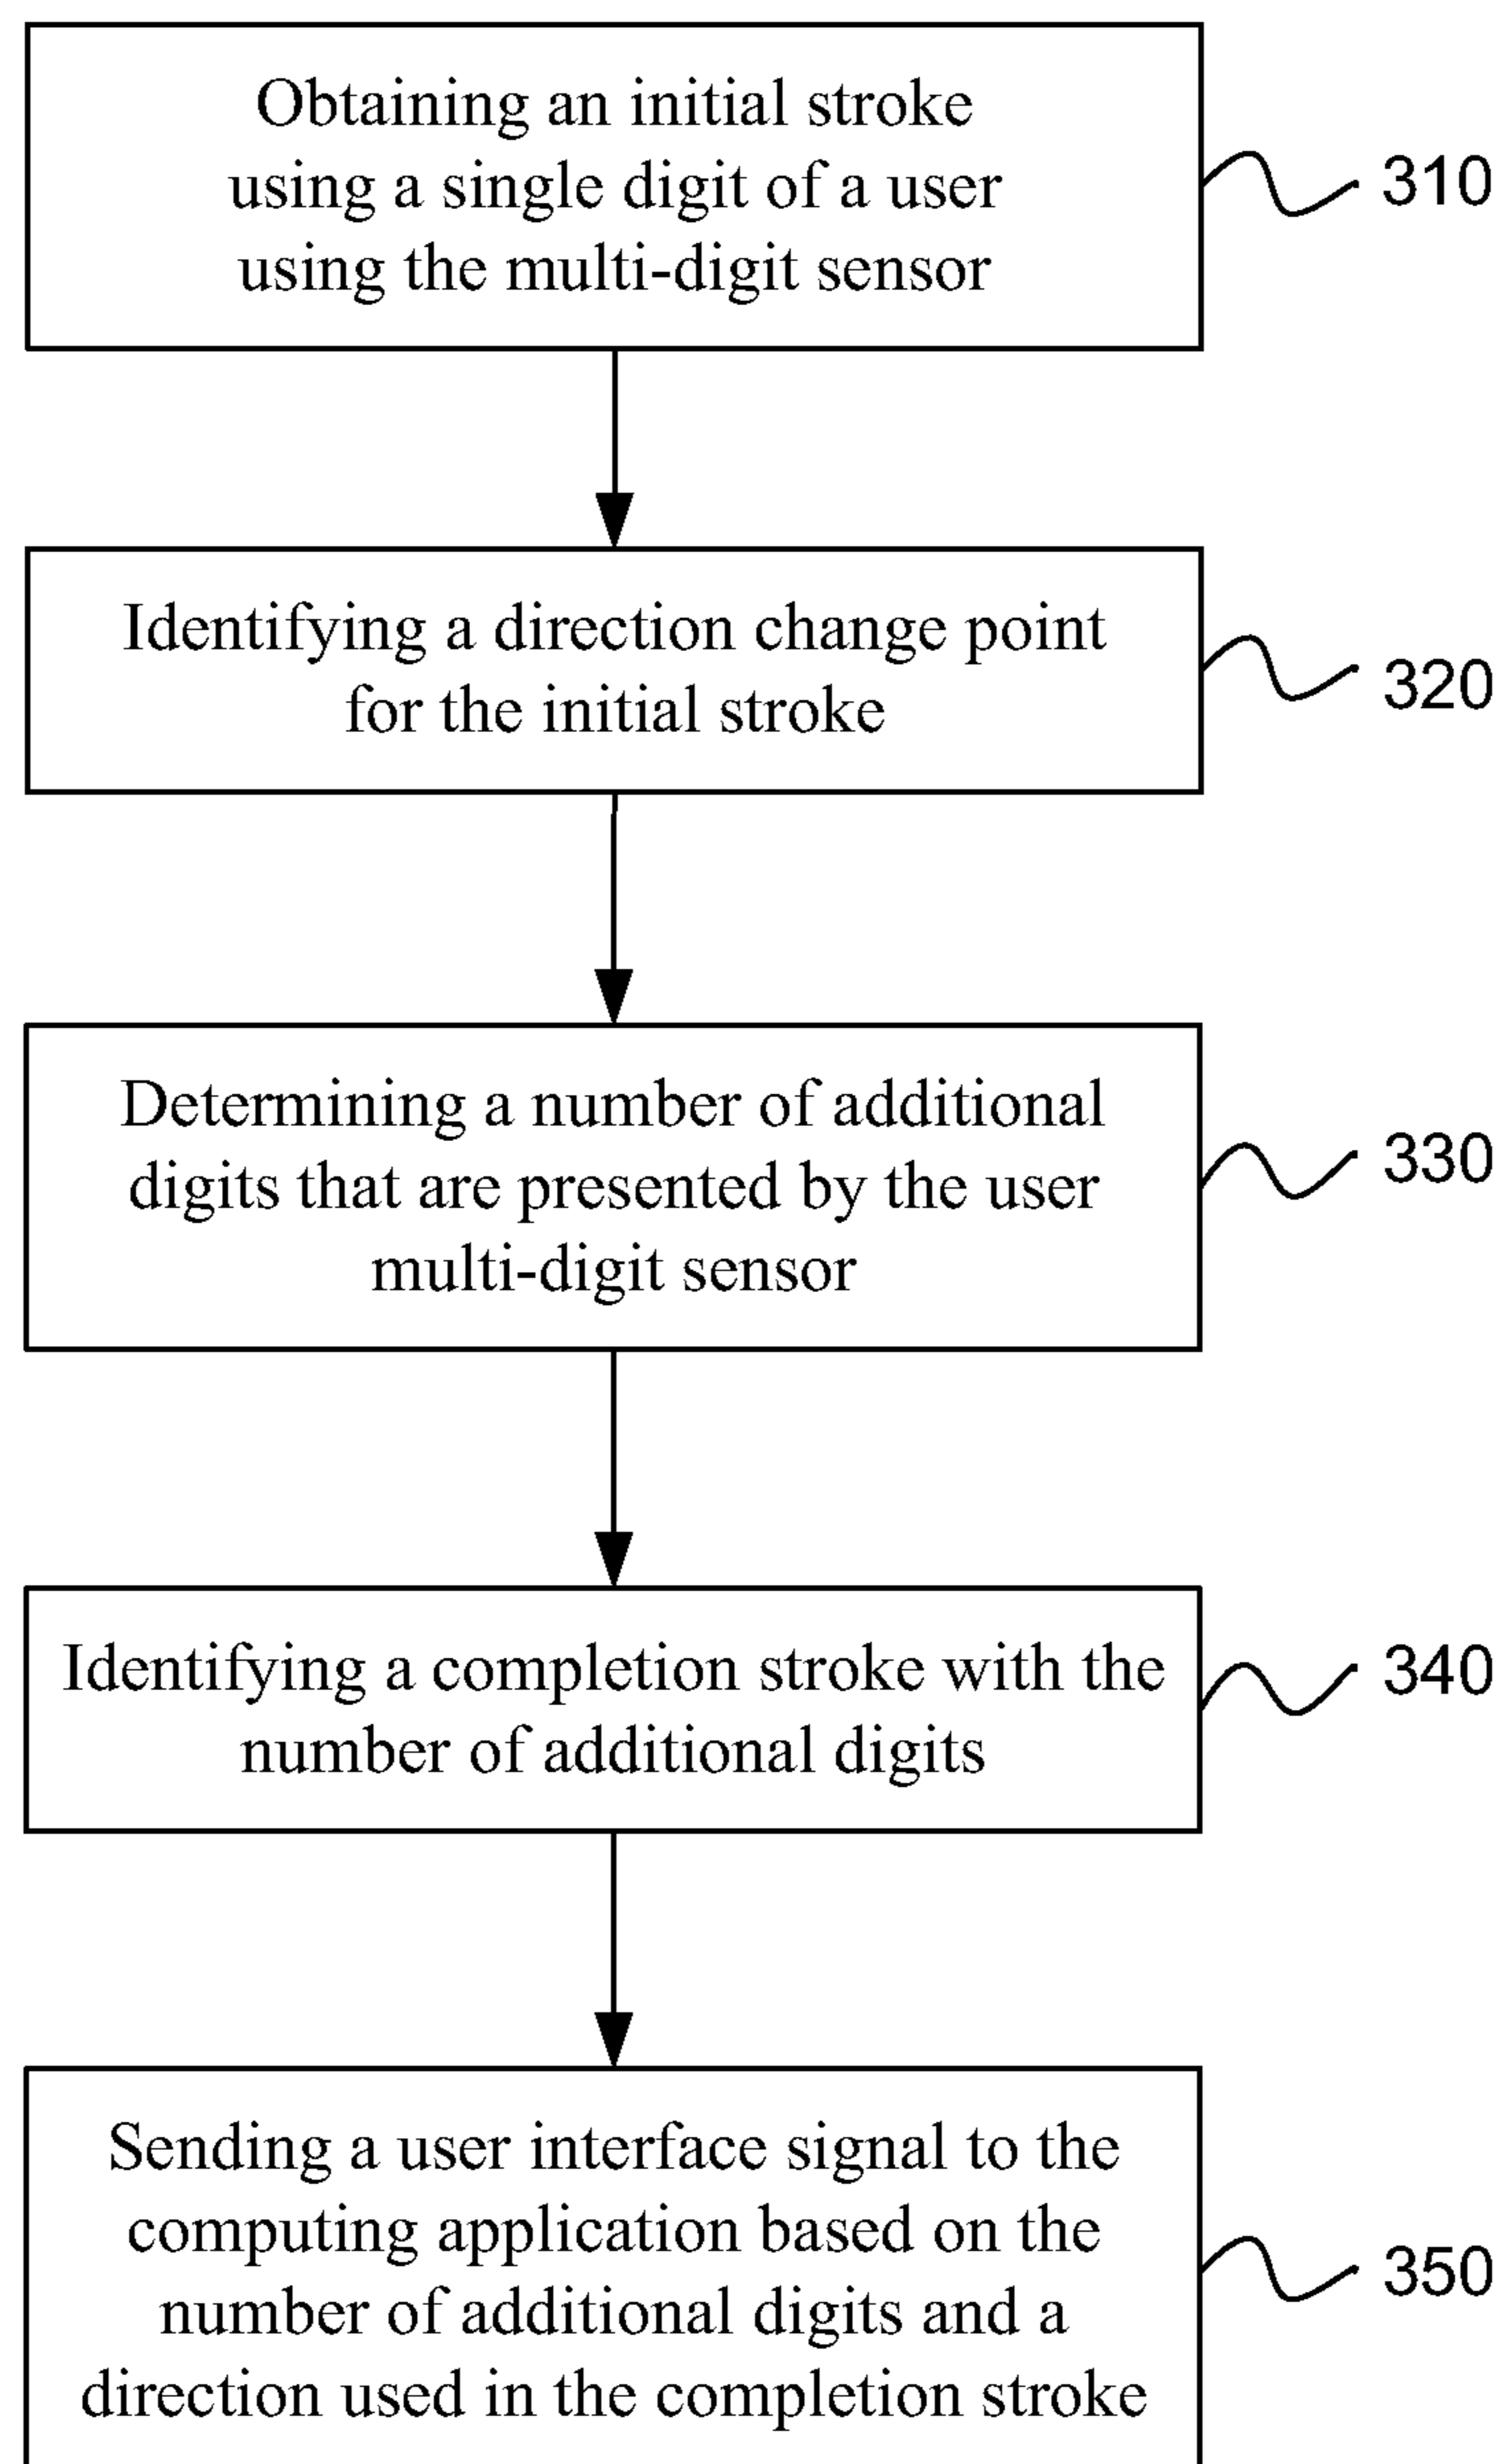 Obtaining an initial stroke
using a single digit of a user
using the multi-digit sensor
310
Identifying a direction change point
for the initial stroke
320
Determining a number of additional
digits that are presented by the user
multi-digit sensor
330
Identifying a completion stroke with the
number of additional digits
340
Sending a user interface signal to the
computing application based on the
number of additional digits and a
direction used in the completion stroke
350